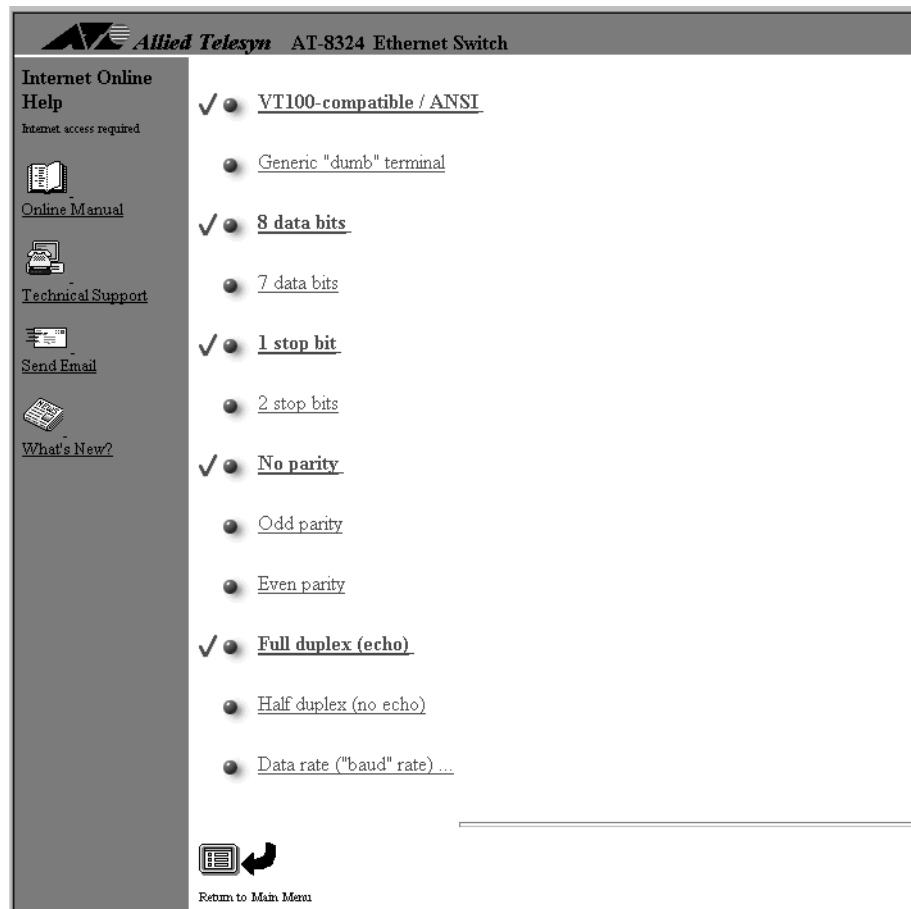 Allied Telesyn AT-8324 Ethernet Switch
Internet Online
Help
Internet access required
Online Manual
Technical Support
Send Email
What's New?
VT100-compatible / ANSI
Generic "dumb" terminal
8 data bits
7 data bits
1 stop bit
2 stop bits
No parity
Odd parity
Even parity
Full duplex (echo)
Half duplex (no echo)
Data rate ("baud" rate) ...
Return to Main Menu